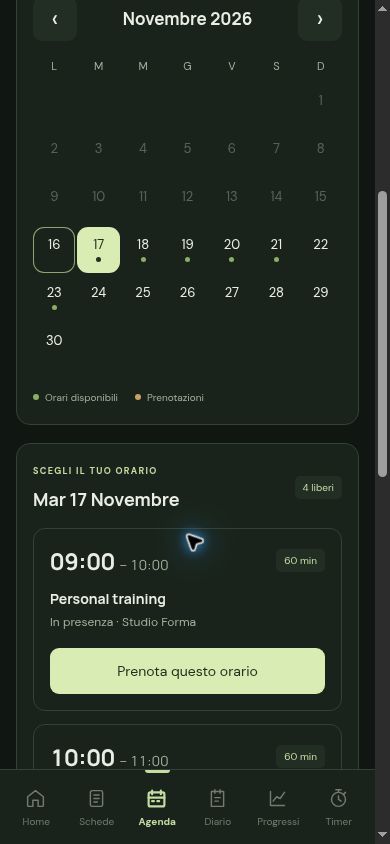 ‹ Novembre 2026 ›
L M M G V S D
1
2 3 4 5 6 7 8
9 10 11 12 13 14 15
16 17 18 19 20 21 22
23 24 25 26 27 28 29
30
Orari disponibili Prenotazioni
SCEGLI IL TUO ORARIO
4 liberi
Mar 17 Novembre
09:00 – 10:00 60 min
Personal training
In presenza · Studio Forma
Prenota questo orario
10:00 – 11:00 60 min
Home Schede Agenda Diario Progressi Timer